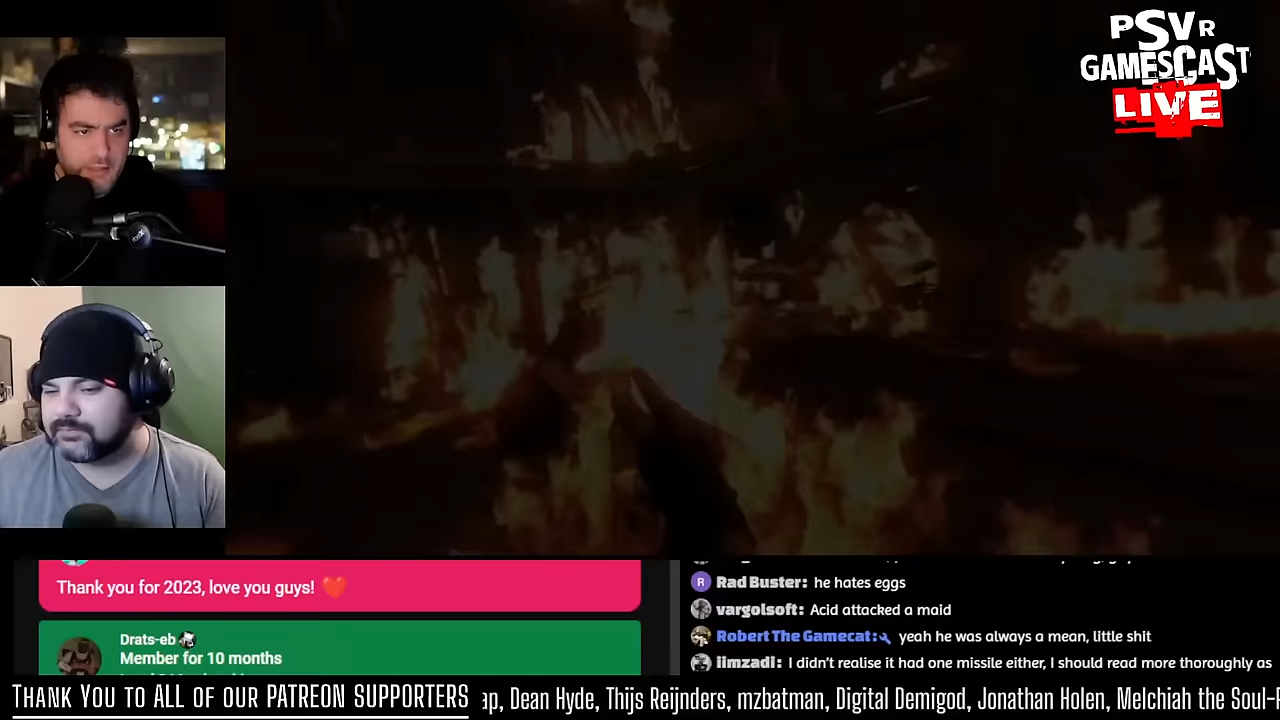 PSVR
GAMESCAST
LIVE
Thank you for 2023, love you guys! ❤️
Drats-eb
Member for 10 months
R Rad Buster: he hates eggs
vargolsoft: Acid attacked a maid
Robert The Gamecat: yeah he was always a mean, little shit
iimzadi: I didn't realise it had one missile either, I should read more thoroughly as
THANK YOU TO ALL OF OUR PATREON SUPPORTERS
ap, Dean Hyde, Thijs Reijnders, mzbatman, Digital Demigod, Jonathan Holen, Melchiah the Soul-